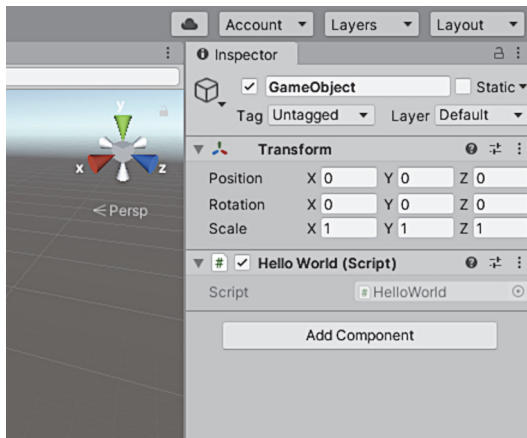 Account Layers Layout
Inspector
GameObject Static
Tag Untagged Layer Default
y
x z
Persp
Transform
Position X 0 Y 0 Z 0
Rotation X 0 Y 0 Z 0
Scale X 1 Y 1 Z 1
# Hello World (Script)
Script # HelloWorld
Add Component